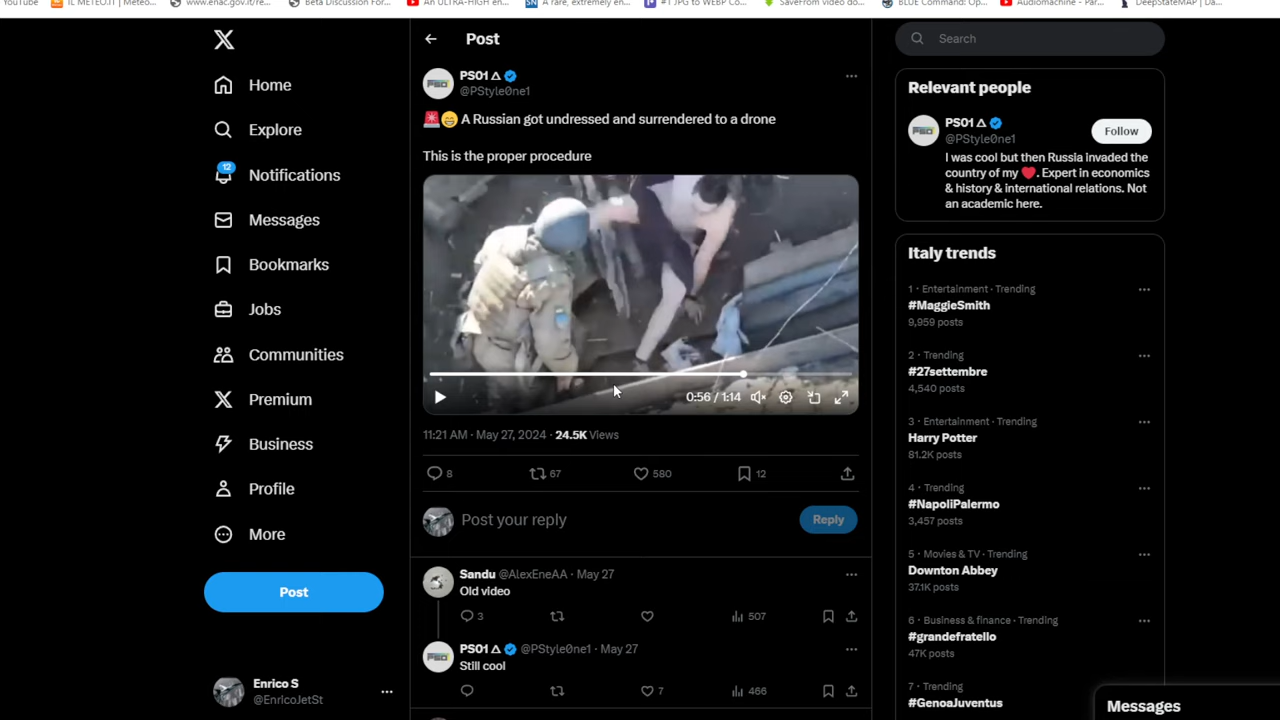 YouTube
IL METEO.IT | Meteo...
www.enac.gov.it/re...
Beta Discussion For...
An ULTRA-HIGH en...
A rare, extremely en...
#1 JPG to WEBP Co...
SaveFrom video do...
BLUE Command: Op...
Audiomachine - Par...
DeepStateMAP | Da...
Home
Explore
12
Notifications
Messages
Bookmarks
Jobs
Communities
Premium
Business
Profile
More
Post
Enrico S
@EnricoJetSt
Post
PS01 △
@PStyle0ne1
🚨😁 A Russian got undressed and surrendered to a drone
This is the proper procedure
0:56 / 1:14
11:21 AM · May 27, 2024 · 24.5K Views
8 67 580 12
Post your reply
Reply
Sandu @AlexEneAA · May 27
Old video
3 507
PS01 △ @PStyle0ne1 · May 27
Still cool
7 466
Search
Relevant people
PS01 △
@PStyle0ne1
Follow
I was cool but then Russia invaded the
country of my ❤️. Expert in economics
& history & international relations. Not
an academic here.
Italy trends
1 · Entertainment · Trending
#MaggieSmith
9,959 posts
2 · Trending
#27settembre
4,540 posts
3 · Entertainment · Trending
Harry Potter
81.2K posts
4 · Trending
#NapoliPalermo
3,457 posts
5 · Movies & TV · Trending
Downton Abbey
37.1K posts
6 · Business & finance · Trending
#grandefratello
47K posts
7 · Trending
#GenoaJuventus
Messages